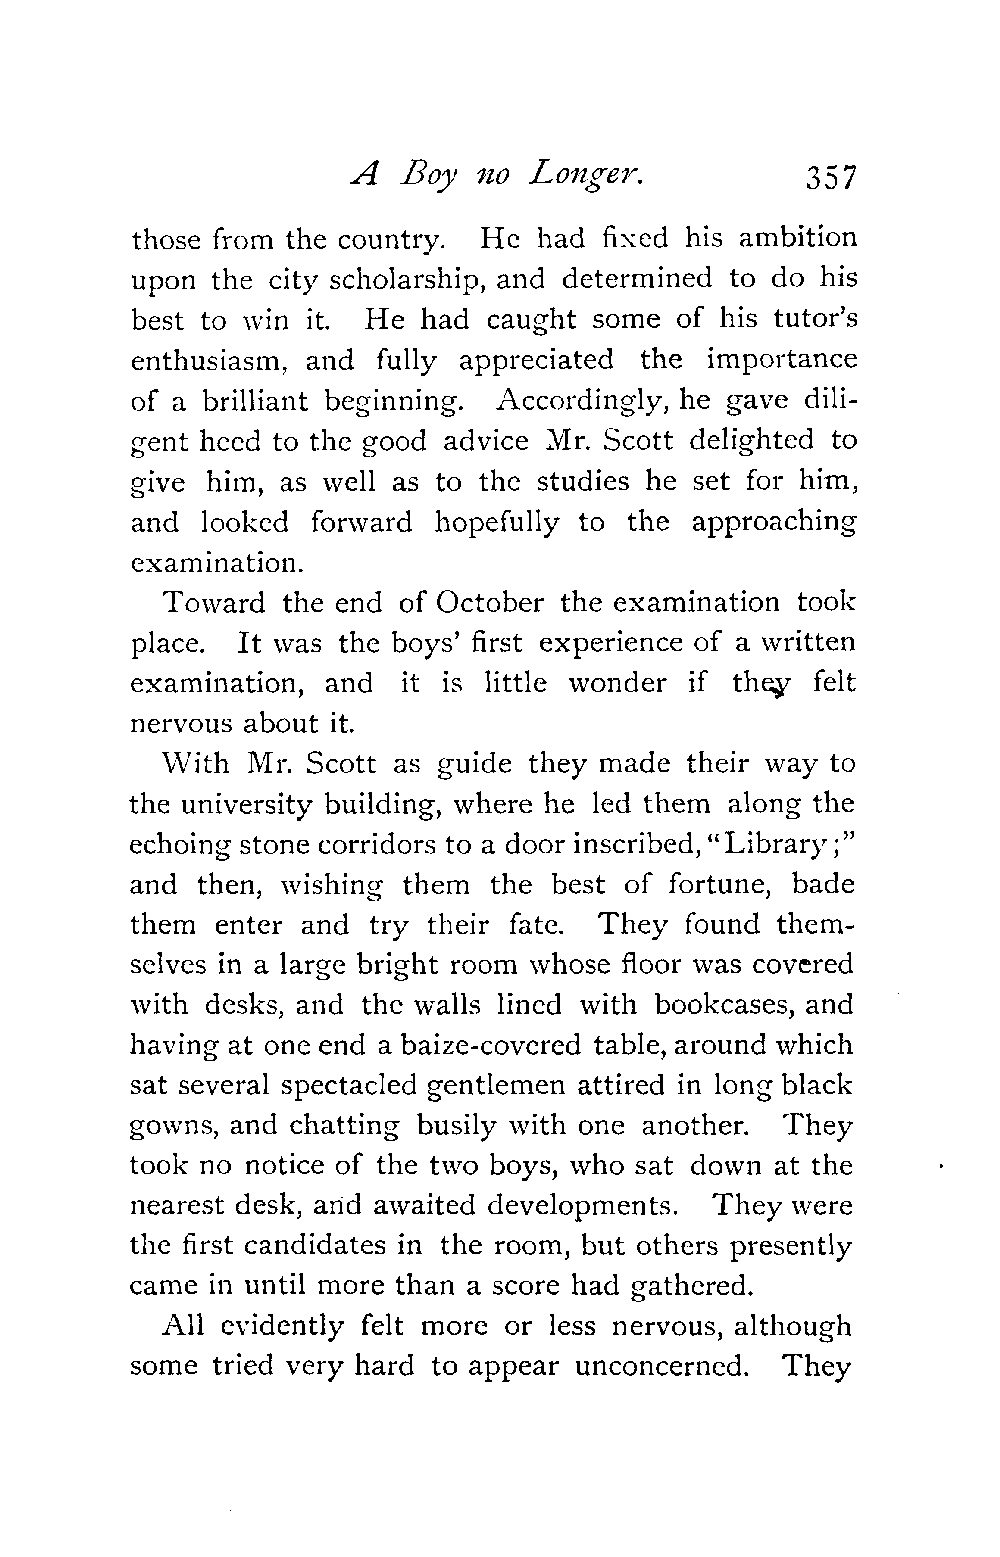 A Boy no Longer. 357
those from the country. He had fixed his ambition
upon the city scholarship, and determined to do his
best to win it. He had caught some of his tutor's
enthusiasm, and fully appreciated the importance
of a brilliant beginning. Accordingly, he gave dili-
gent heed to the good advice Mr. Scott delighted to
give him, as well as to the studies he set for him,
and looked forward hopefully to the approaching
examination.
Toward the end of October the examination took
place. It was the boys' first experience of a written
examination, and it is little wonder if they felt
nervous about it.
With Mr. Scott as guide they made their way to
the university building, where he led them along the
echoing stone corridors to a door inscribed, "Library;"
and then, wishing them the best of fortune, bade
them enter and try their fate. They found them-
selves in a large bright room whose floor was covered
with desks, and the walls lined with bookcases, and
having at one end a baize-covered table, around which
sat several spectacled gentlemen attired in long black
gowns, and chatting busily with one another. They
took no notice of the two boys, who sat down at the
nearest desk, and awaited developments. They were
the first candidates in the room, but others presently
came in until more than a score had gathered.
All evidently felt more or less nervous, although
some tried very hard to appear unconcerned. They